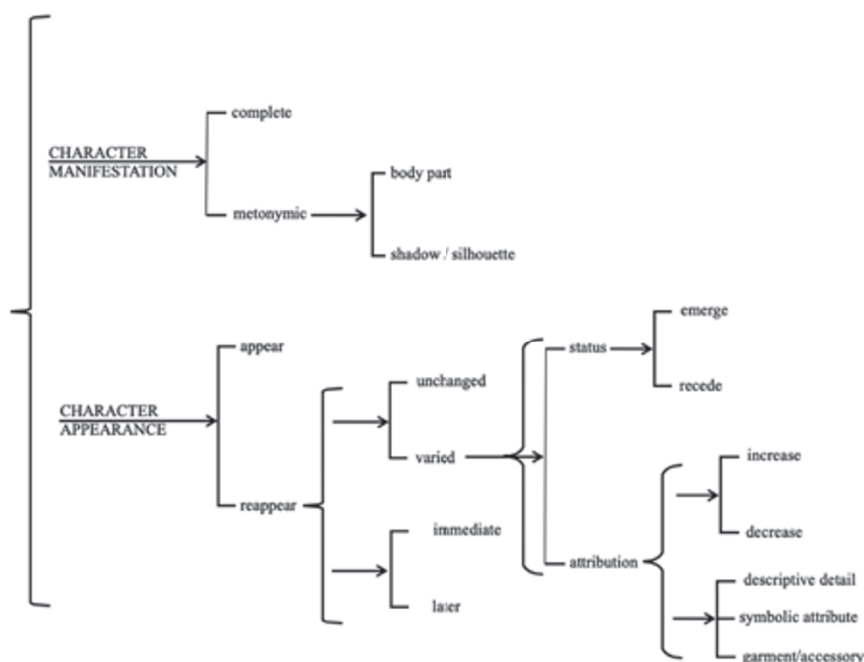 complete
CHARACTER
MANIFESTATION
body part
metonymic
shadow / silhouette
emerge
appear
status
unchanged
recede
CHARACTER
APPEARANCE
varied
increase
reappear
immediate
decrease
attribution
descriptive detail
later
symbolic attribute
garment/accessory